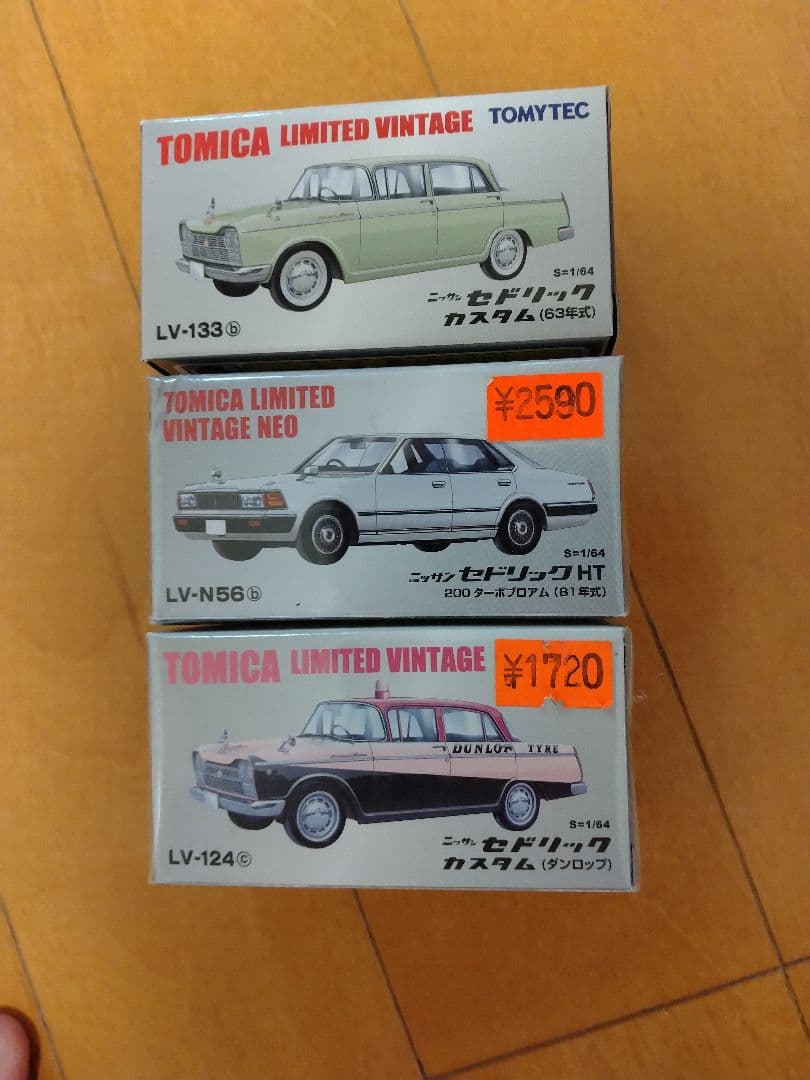 TOMICA LIMITED VINTAGE TOMYTEC
S=1/64
ニッサン セドリック
カスタム(63年式)
LV-133ⓑ
TOMICA LIMITED
VINTAGE NEO
¥2590
S=1/64
ニッサン セドリック HT
200 ターボブロアム(81年式)
LV-N56ⓑ
TOMICA LIMITED VINTAGE
¥1720
DUNLOP TYRE
S=1/64
ニッサン セドリック
カスタム(ダンロップ)
LV-124ⓒ